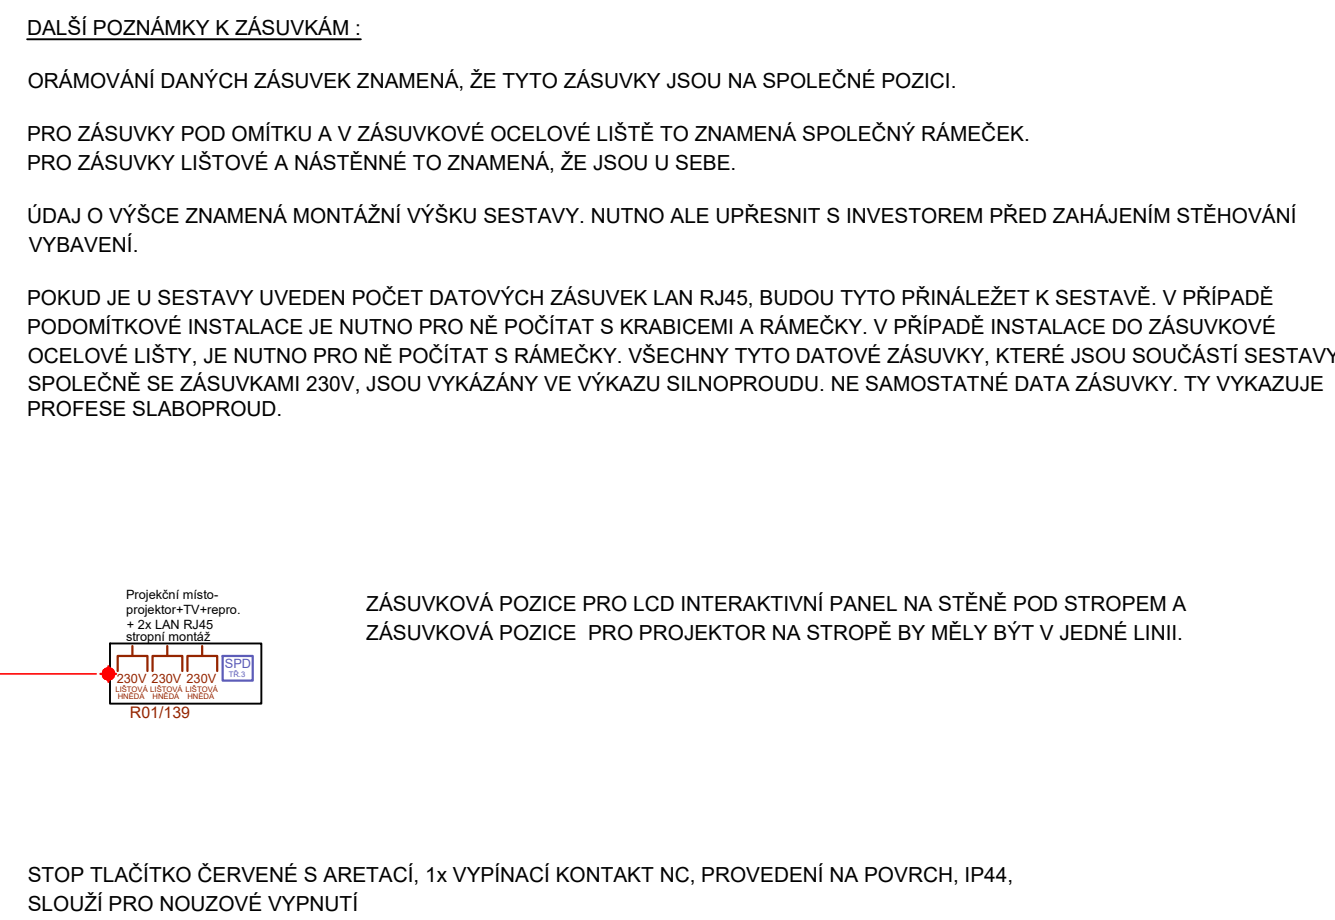 DALŠÍ POZNÁMKY K ZÁSUVKÁM :
ORÁMOVÁNÍ DANÝCH ZÁSUVEK ZNAMENÁ, ŽE TYTO ZÁSUVKY JSOU NA SPOLEČNÉ POZICI.
PRO ZÁSUVKY POD OMÍTKU A V ZÁSUVKOVÉ OCELOVÉ LIŠTĚ TO ZNAMENÁ SPOLEČNÝ RÁMEČEK.
PRO ZÁSUVKY LIŠTOVÉ A NÁSTĚNNÉ TO ZNAMENÁ, ŽE JSOU U SEBE.
ÚDAJ O VÝŠCE ZNAMENÁ MONTÁŽNÍ VÝŠKU SESTAVY. NUTNO ALE UPŘESNIT S INVESTOREM PŘED ZAHÁJENÍM STĚHOVÁNÍ
VYBAVENÍ.
POKUD JE U SESTAVY UVEDEN POČET DATOVÝCH ZÁSUVEK LAN RJ45, BUDOU TYTO PŘINÁLEŽET K SESTAVĚ. V PŘÍPADĚ
PODOMÍTKOVÉ INSTALACE JE NUTNO PRO NĚ POČÍTAT S KRABICEMI A RÁMEČKY. V PŘÍPADĚ INSTALACE DO ZÁSUVKOVÉ
OCELOVÉ LIŠTY, JE NUTNO PRO NĚ POČÍTAT S RÁMEČKY. VŠECHNY TYTO DATOVÉ ZÁSUVKY, KTERÉ JSOU SOUČÁSTÍ SESTAVY
SPOLEČNĚ SE ZÁSUVKAMI 230V, JSOU VYKÁZÁNY VE VÝKAZU SILNOPROUDU. NE SAMOSTATNÉ DATA ZÁSUVKY. TY VYKAZUJE
PROFESE SLABOPROUD.
Projekční místo-
projektor+TV+repro.
+ 2x LAN RJ45
stropní montáž
SPD
TŘ.3
230V 230V 230V
LIŠTOVÁ LIŠTOVÁ LIŠTOVÁ
HNĚDÁ HNĚDÁ HNĚDÁ
R01/139
ZÁSUVKOVÁ POZICE PRO LCD INTERAKTIVNÍ PANEL NA STĚNĚ POD STROPEM A
ZÁSUVKOVÁ POZICE PRO PROJEKTOR NA STROPĚ BY MĚLY BÝT V JEDNÉ LINII.
STOP TLAČÍTKO ČERVENÉ S ARETACÍ, 1x VYPÍNACÍ KONTAKT NC, PROVEDENÍ NA POVRCH, IP44,
SLOUŽÍ PRO NOUZOVÉ VYPNUTÍ